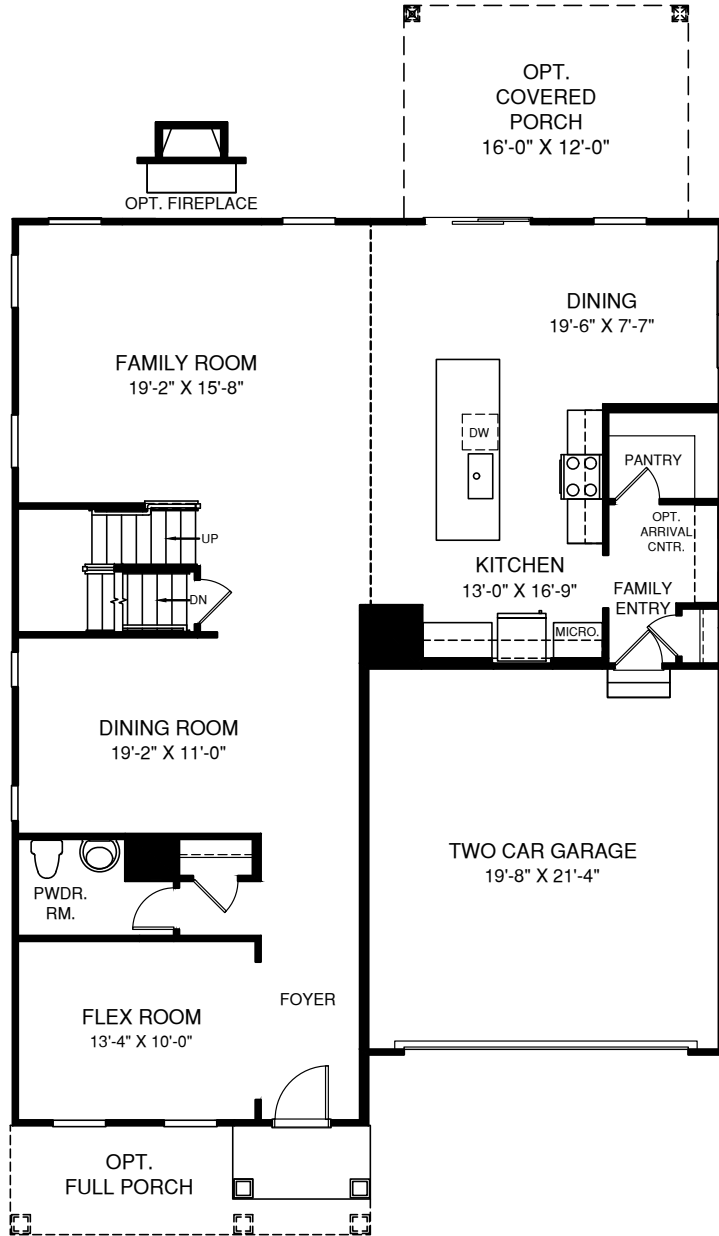 OPT.
COVERED
PORCH
16'-0" X 12'-0"
OPT. FIREPLACE
DINING
19'-6" X 7'-7"
FAMILY ROOM
19'-2" X 15'-8"
DW
PANTRY
OPT.
ARRIVAL
CNTR.
UP
KITCHEN
13'-0" X 16'-9"
FAMILY
ENTRY
DN
MICRO.
DINING ROOM
19'-2" X 11'-0"
TWO CAR GARAGE
19'-8" X 21'-4"
PWDR.
RM.
FOYER
FLEX ROOM
13'-4" X 10'-0"
OPT.
FULL PORCH